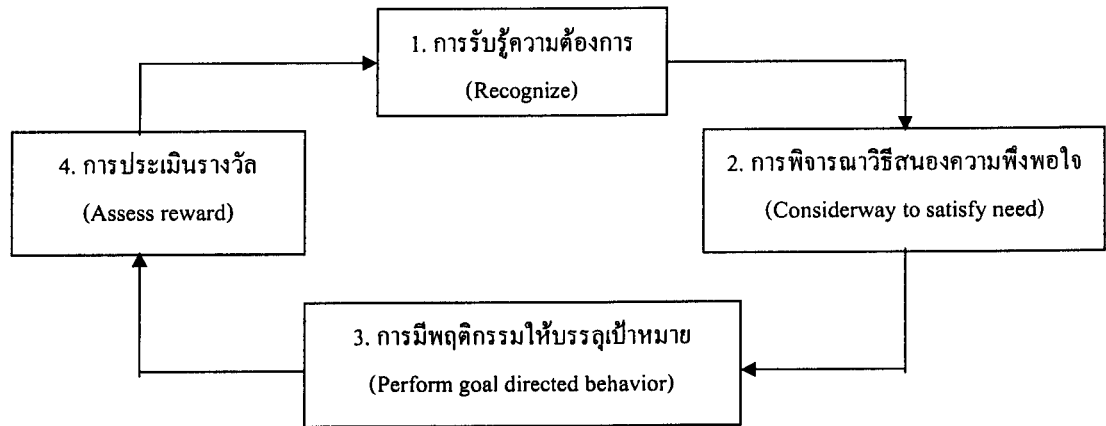 1. การรับรู้ความต้องการ
(Recognize)
2. การพิจารณาวิธีสนองความพึงพอใจ
(Considerway to satisfy need)
3. การมีพฤติกรรมให้บรรลุเป้าหมาย
(Perform goal directed behavior)
4. การประเมินรางวัล
(Assess reward)